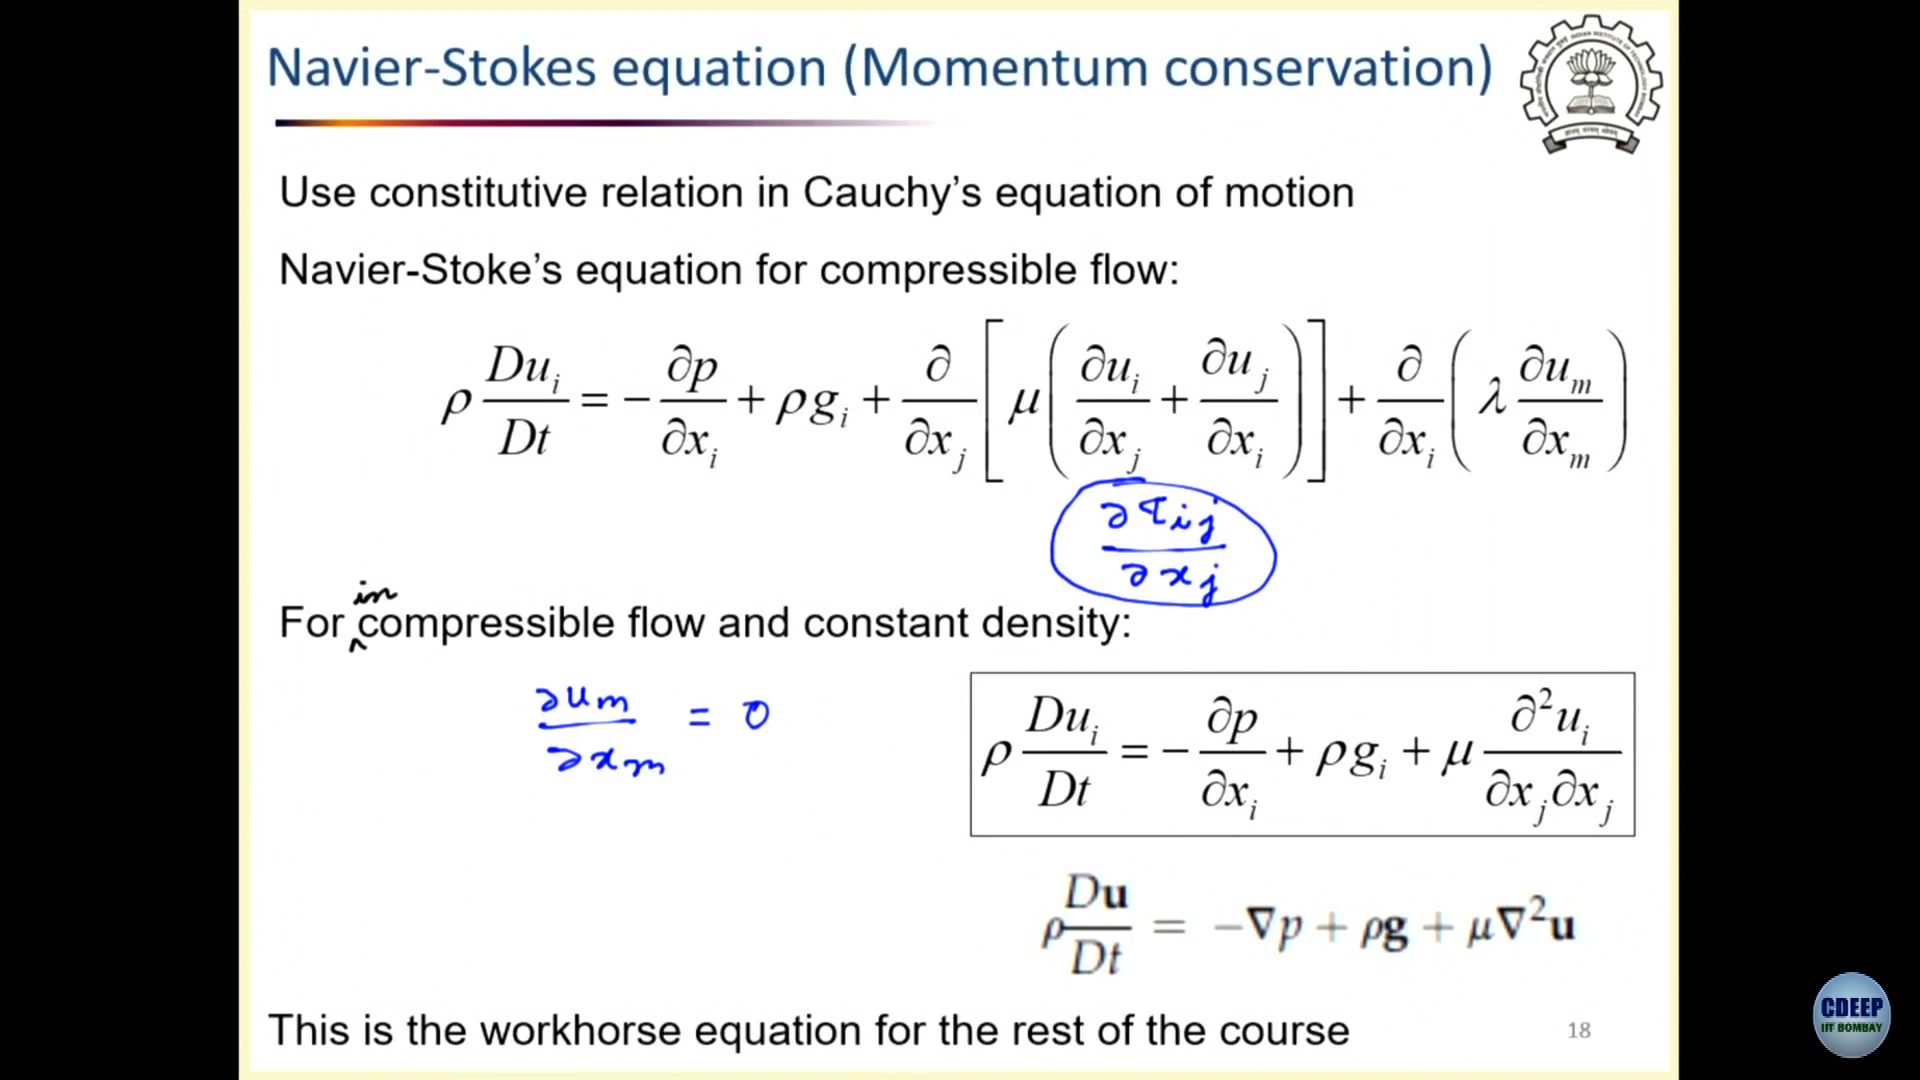 Navier-Stokes equation (Momentum conservation)
Use constitutive relation in Cauchy’s equation of motion
Navier-Stoke’s equation for compressible flow:
ρ Du_i/Dt = − ∂p/∂x_i + ρg_i + ∂/∂x_j [ μ ( ∂u_i/∂x_j + ∂u_j/∂x_i ) ] + ∂/∂x_i ( λ ∂u_m/∂x_m )
∂τ_ij/∂x_j
in
For ^compressible flow and constant density:
∂u_m/∂x_m = 0
ρ Du_i/Dt = − ∂p/∂x_i + ρg_i + μ ∂²u_i/∂x_j∂x_j
ρ Du/Dt = −∇p + ρg + μ∇²u
This is the workhorse equation for the rest of the course
18
CDEEP
IIT BOMBAY